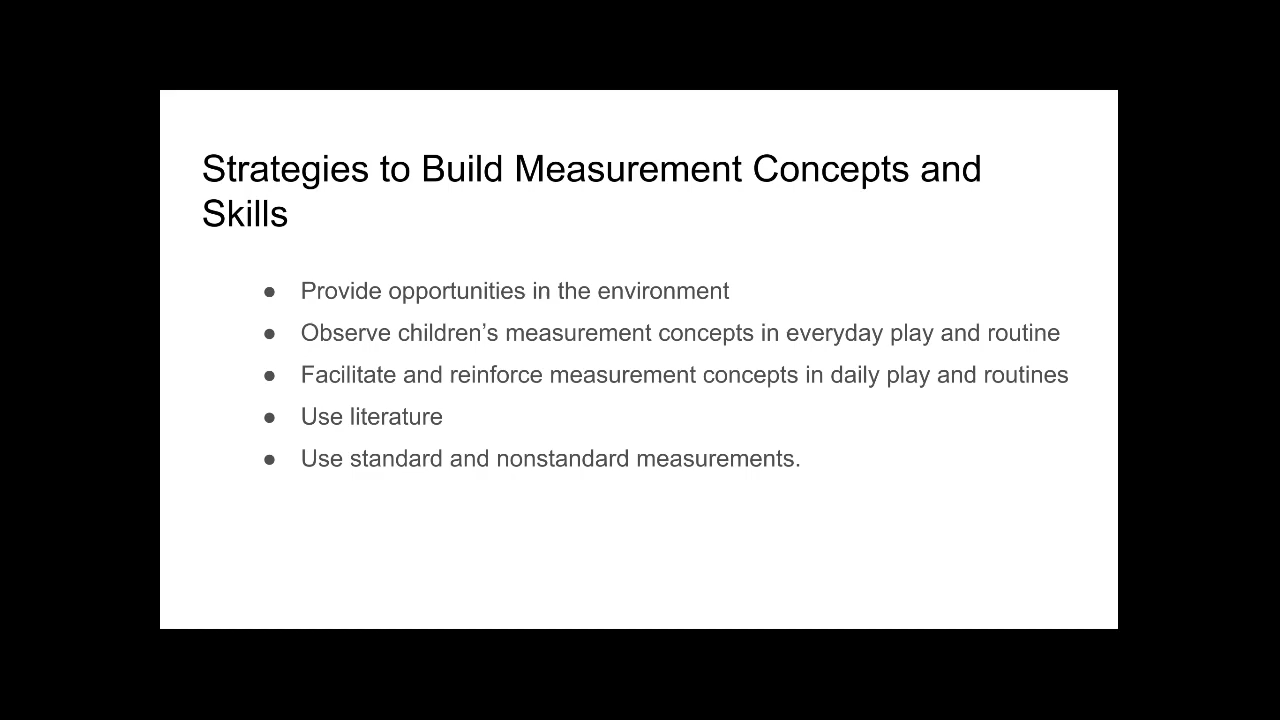 Strategies to Build Measurement Concepts and
Skills
● Provide opportunities in the environment
● Observe children’s measurement concepts in everyday play and routine
● Facilitate and reinforce measurement concepts in daily play and routines
● Use literature
● Use standard and nonstandard measurements.